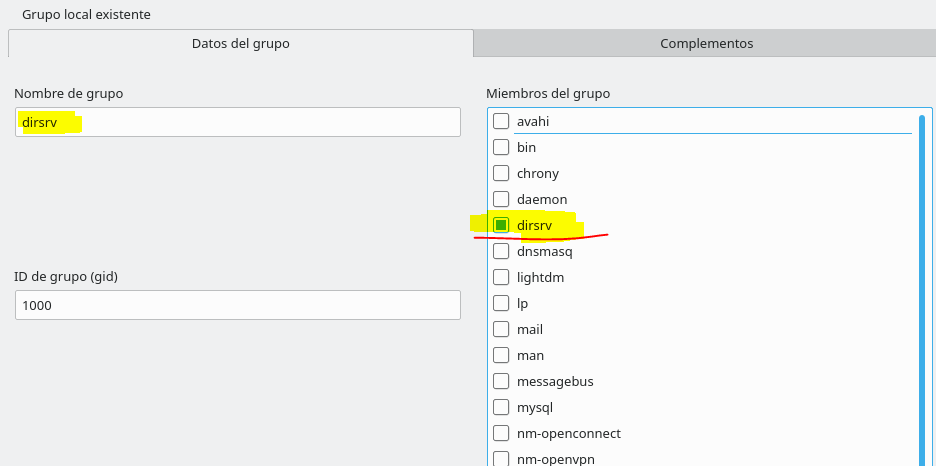 Grupo local existente
Datos del grupo
Complementos
Nombre de grupo
dirsrv
ID de grupo (gid)
1000
Miembros del grupo
avahi
bin
chrony
daemon
dirsrv
dnsmasq
lightdm
lp
mail
man
messagebus
mysql
nm-openconnect
nm-openvpn